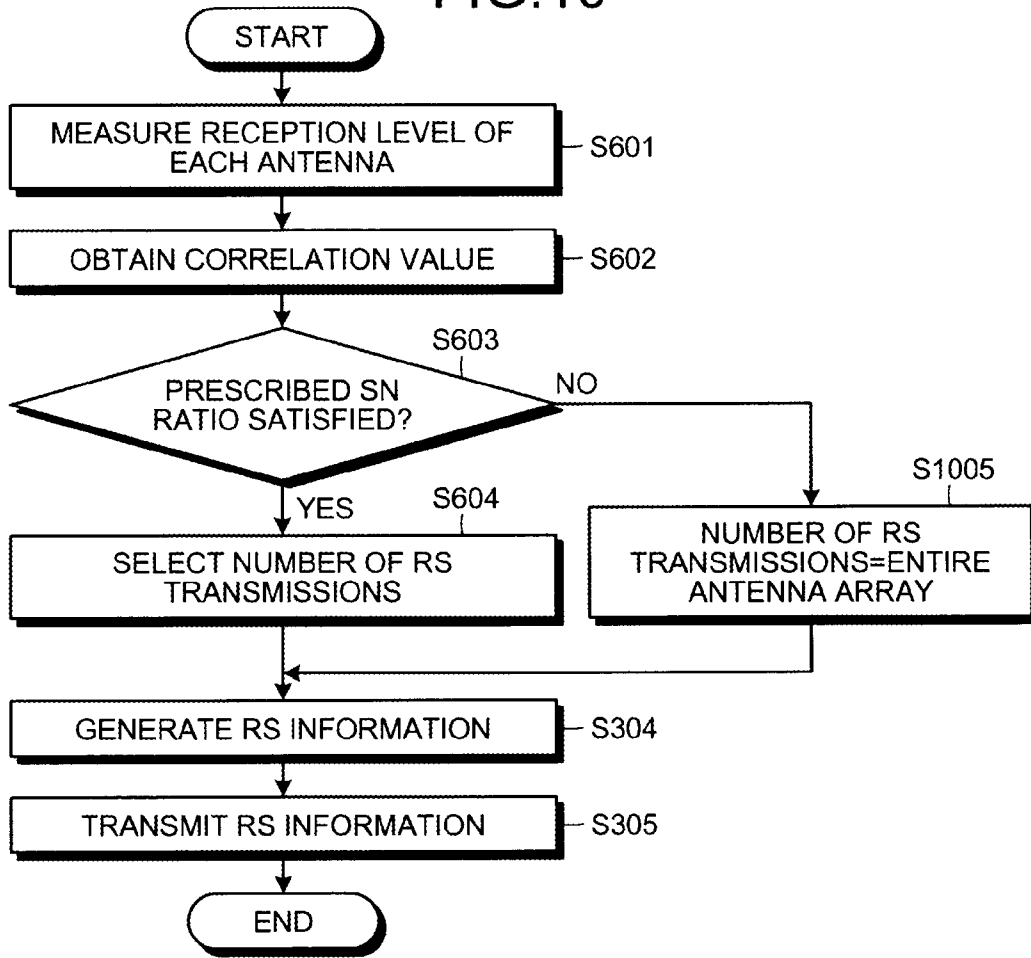 START
MEASURE RECEPTION LEVEL OF
EACH ANTENNA
S601
OBTAIN CORRELATION VALUE
S602
S603
PRESCRIBED SN
RATIO SATISFIED?
NO
YES
S604
S1005
SELECT NUMBER OF RS
TRANSMISSIONS
NUMBER OF RS
TRANSMISSIONS=ENTIRE
ANTENNA ARRAY
GENERATE RS INFORMATION
S304
TRANSMIT RS INFORMATION
S305
END